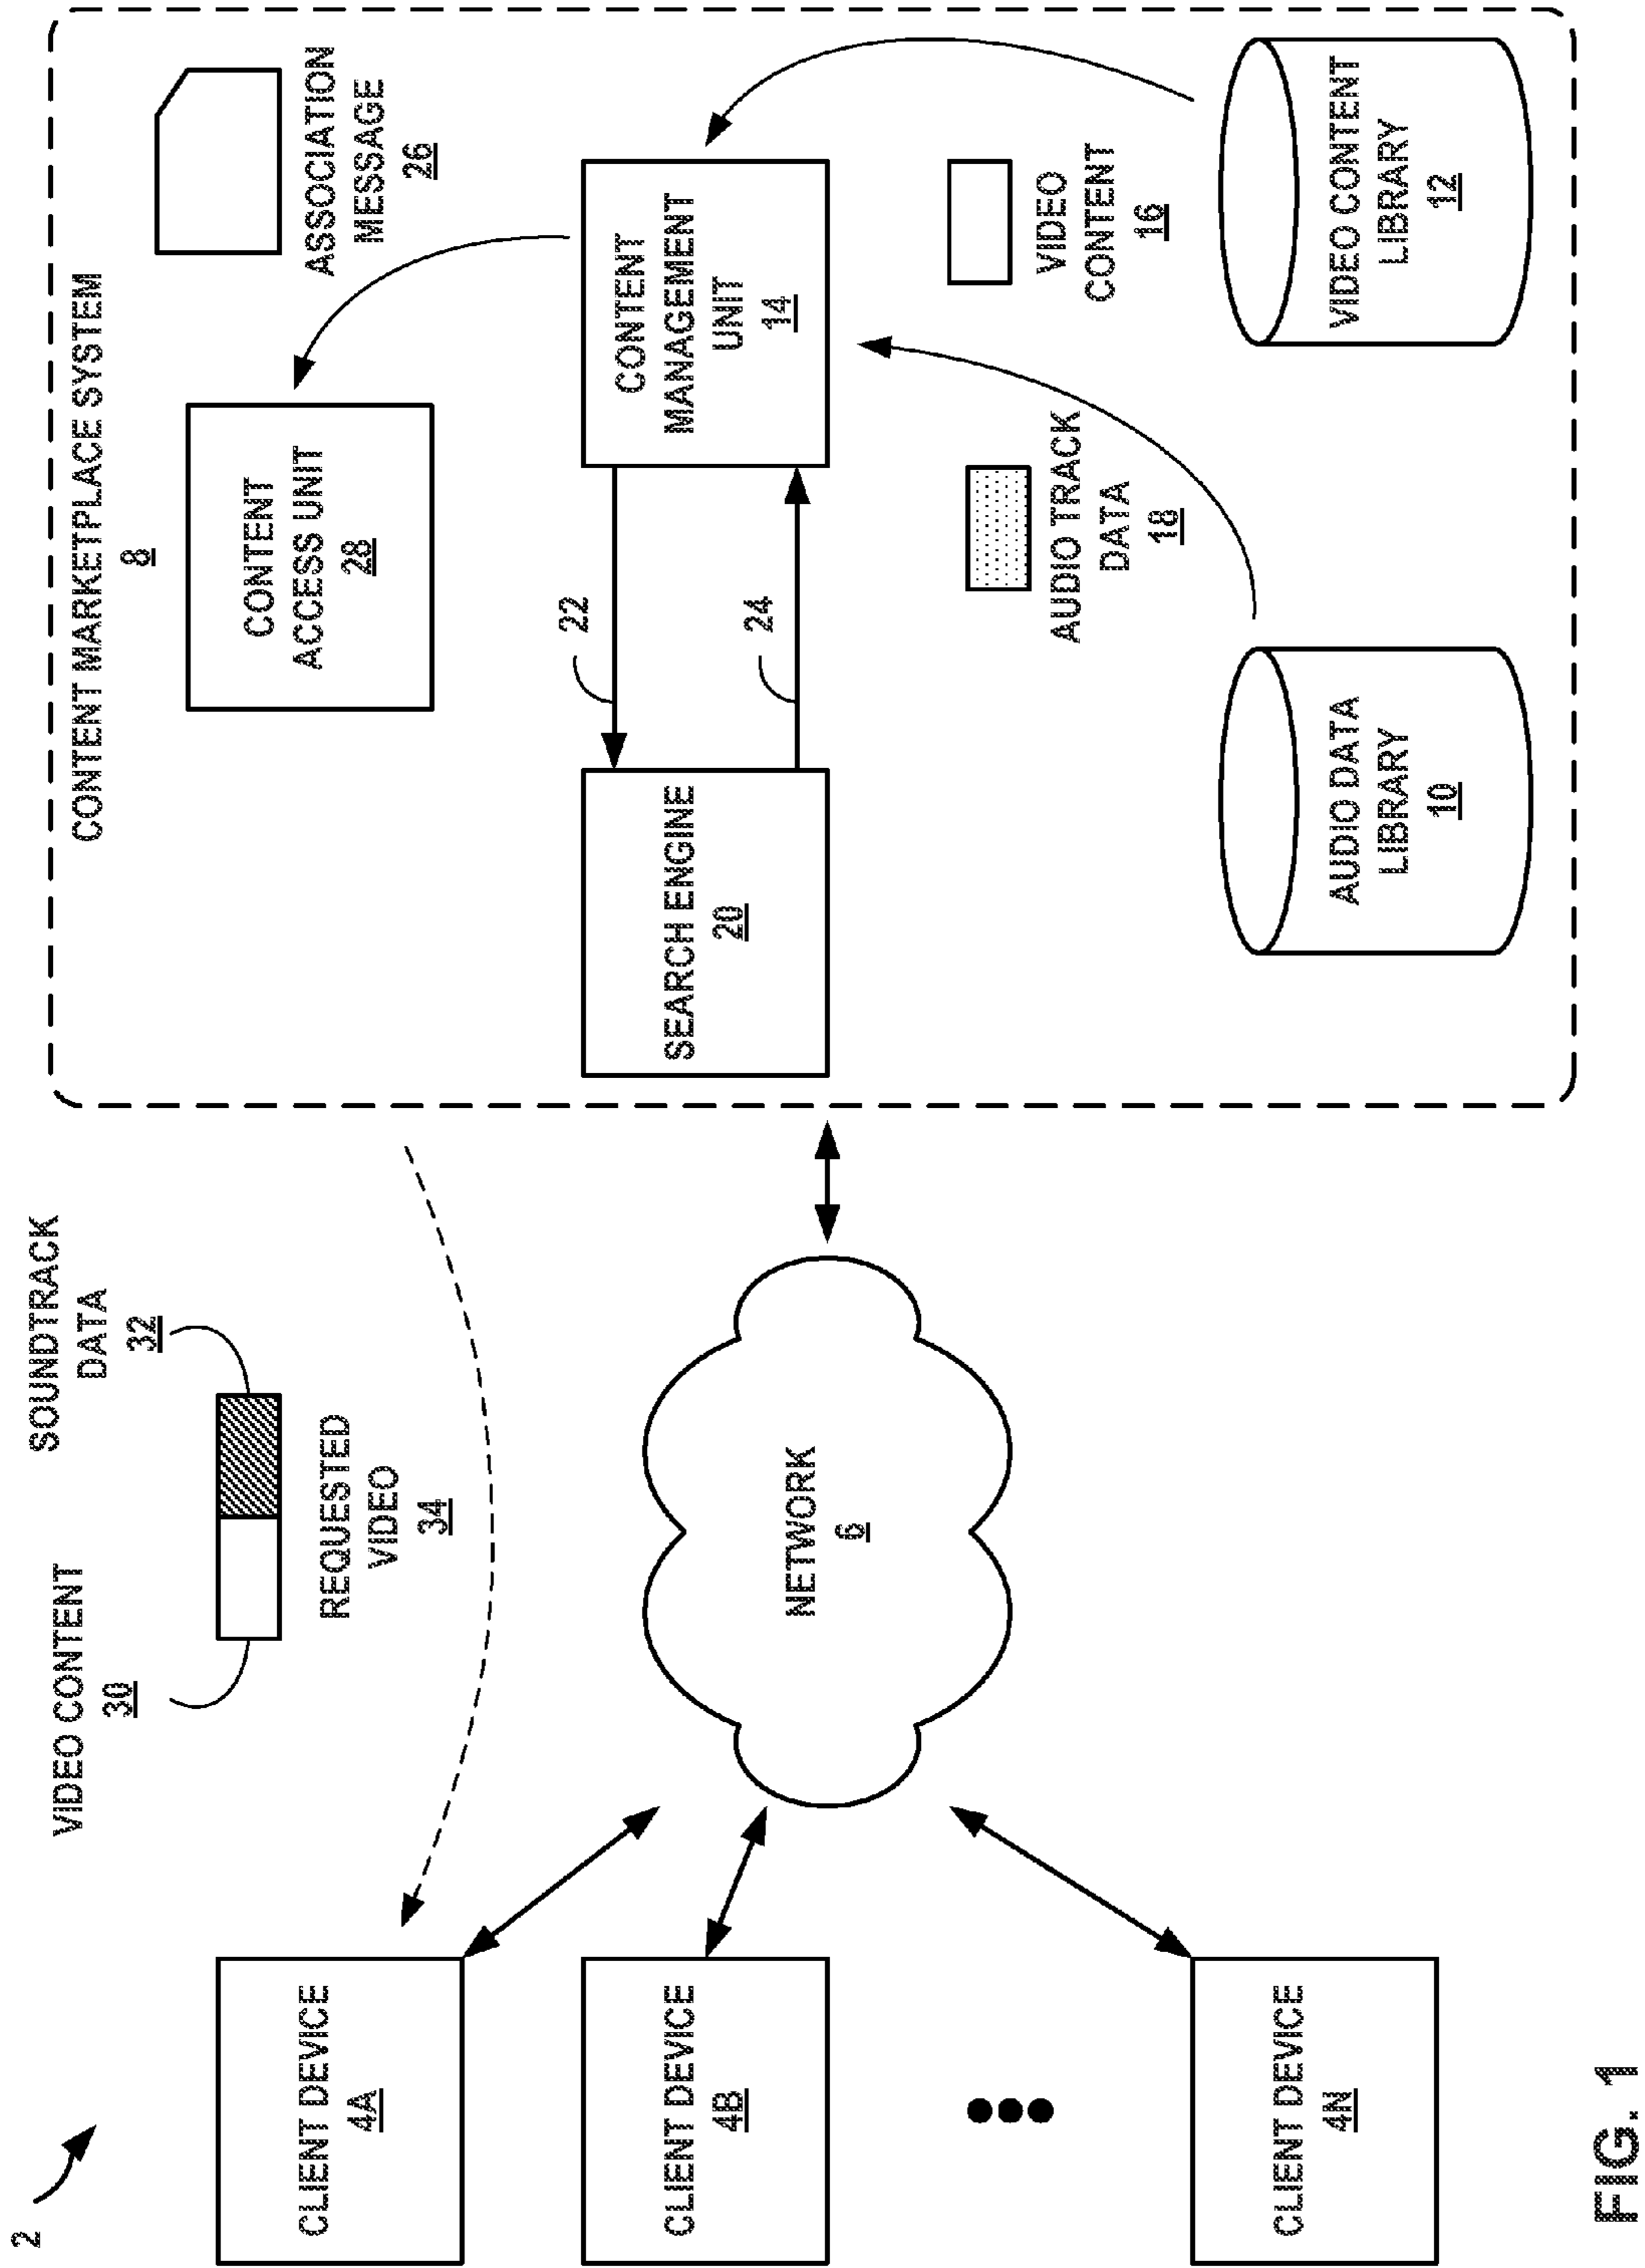 2
CLIENT DEVICE
4A
CLIENT DEVICE
4B
CLIENT DEVICE
4N
VIDEO CONTENT
30
SOUNDTRACK
DATA
32
REQUESTED
VIDEO
34
NETWORK
6
CONTENT MARKETPLACE SYSTEM
8
CONTENT
ACCESS UNIT
28
ASSOCIATION
MESSAGE
26
SEARCH ENGINE
20
22
24
CONTENT
MANAGEMENT
UNIT
14
AUDIO TRACK
DATA
18
VIDEO
CONTENT
16
AUDIO DATA
LIBRARY
10
VIDEO CONTENT
LIBRARY
12
FIG. 1